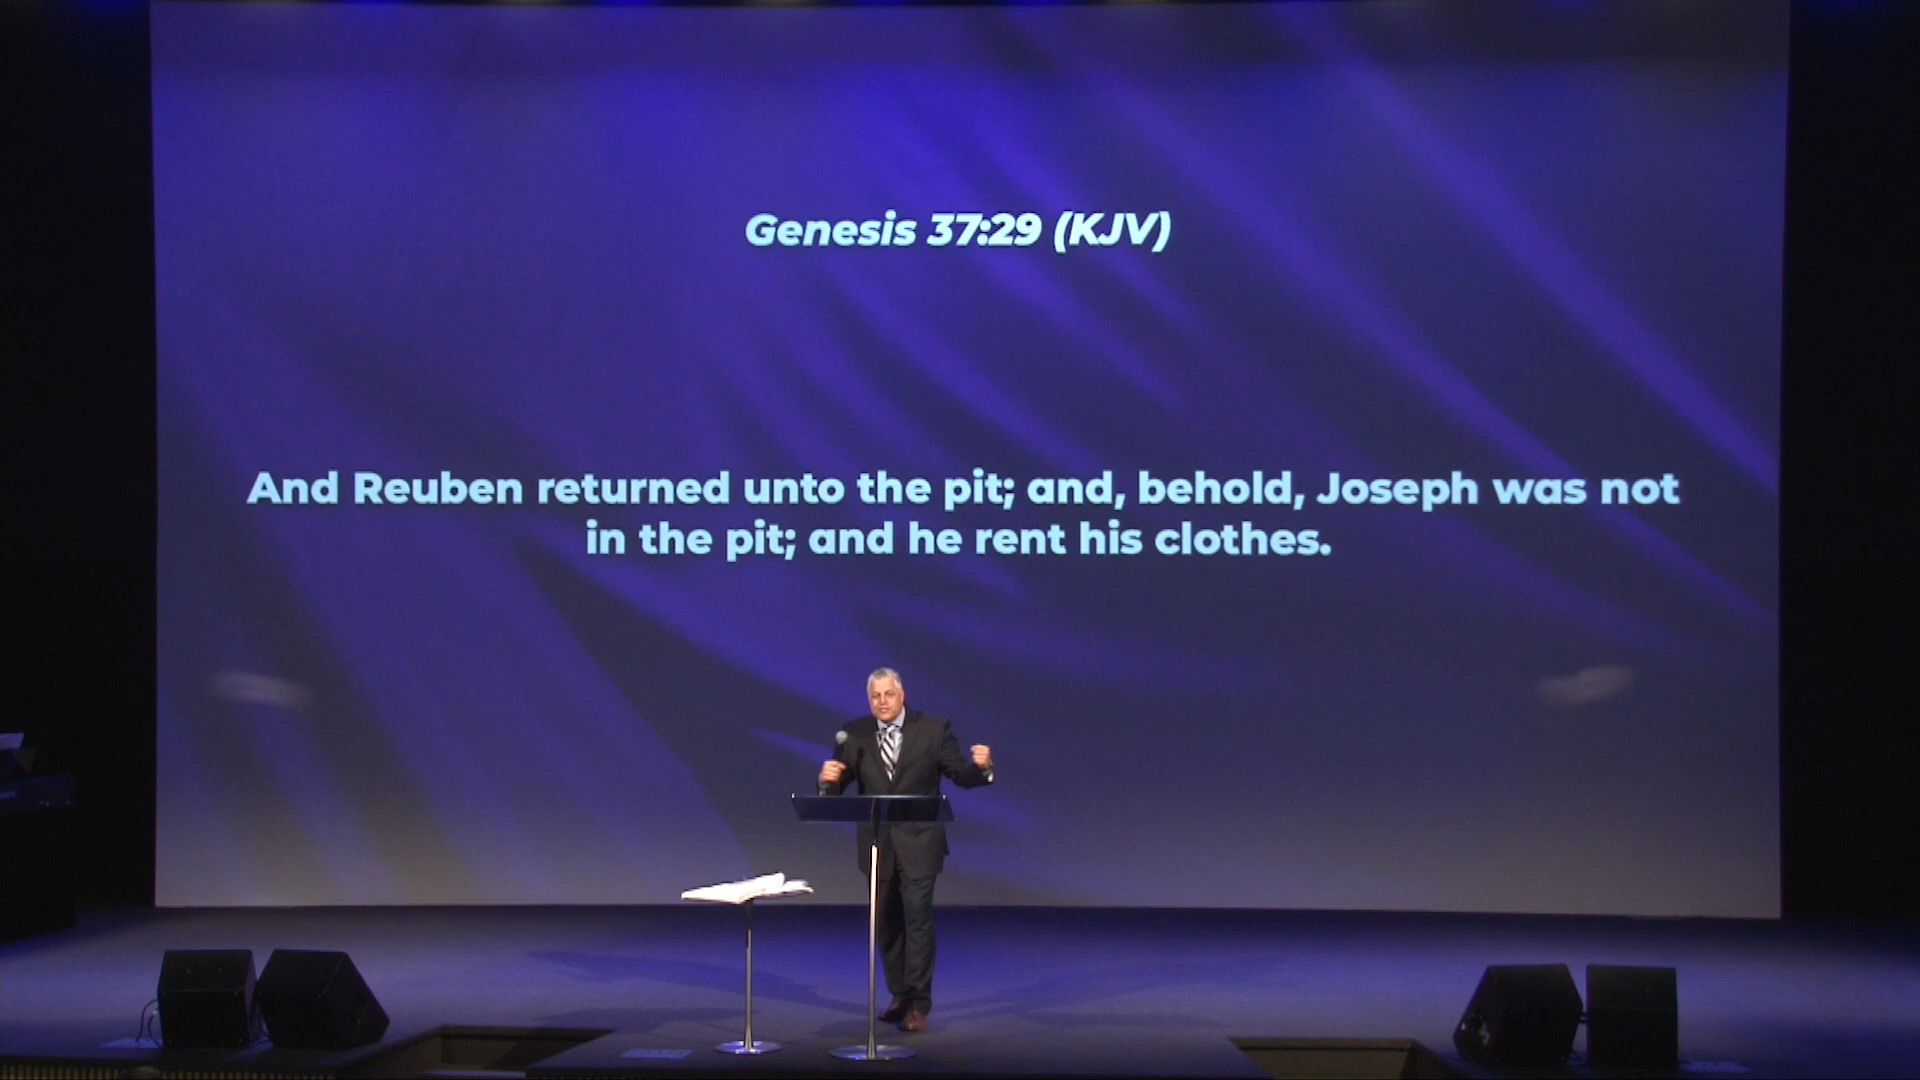 Genesis 37:29 (KJV)
And Reuben returned unto the pit; and, behold, Joseph was not
in the pit; and he rent his clothes.